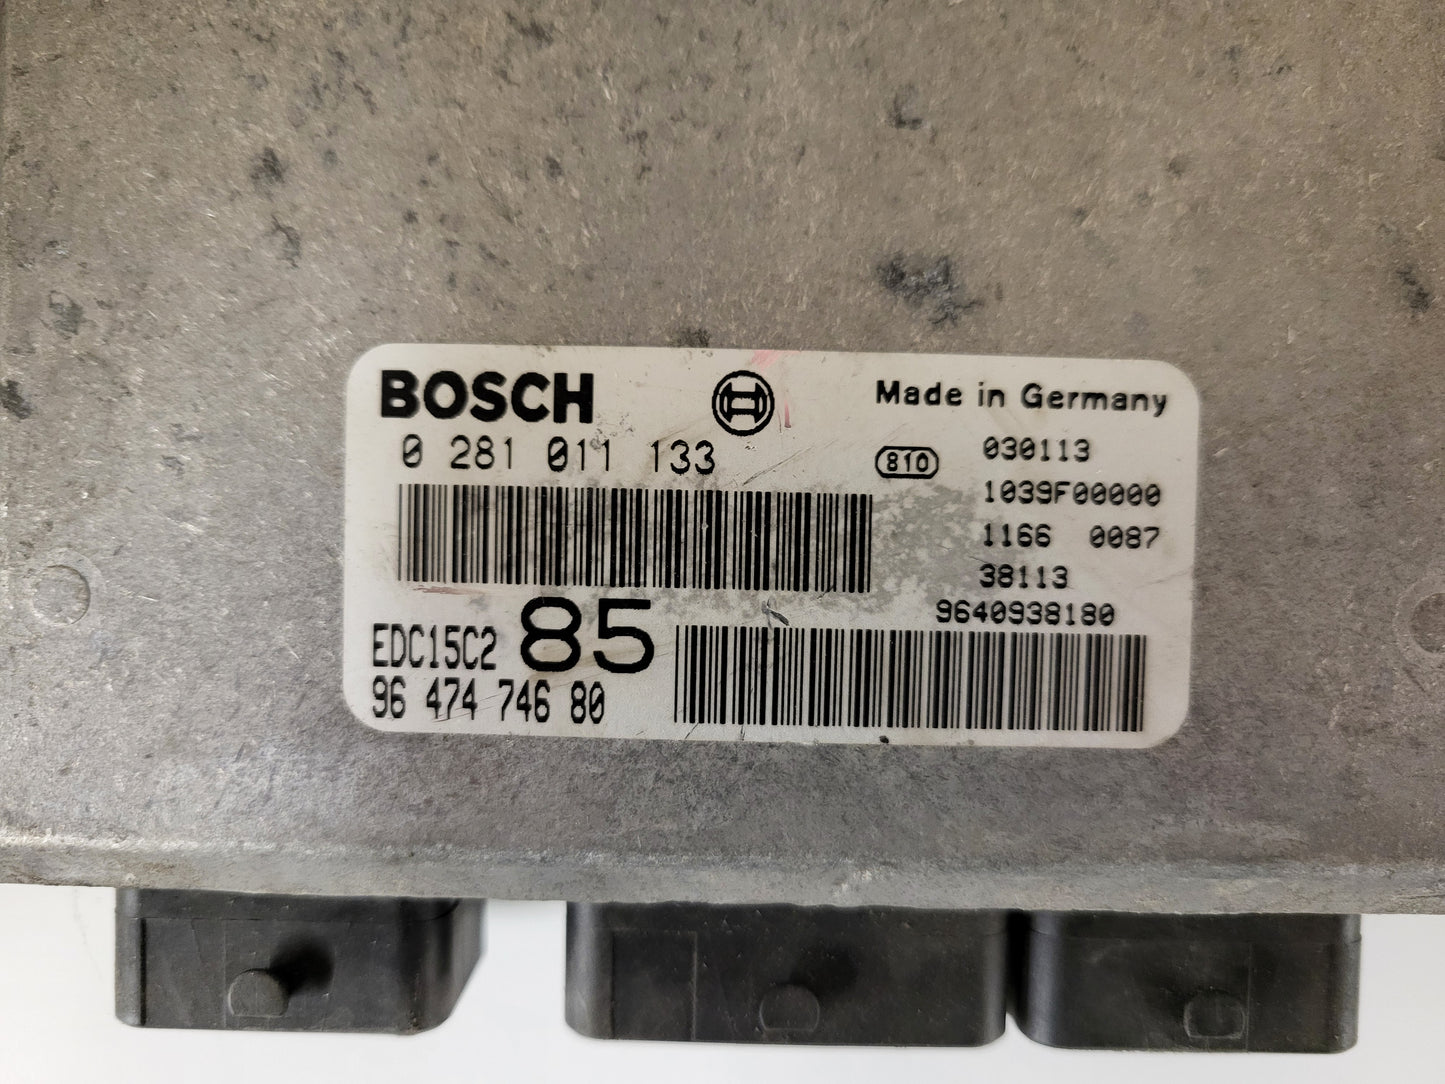 BOSCH
Made in Germany
0 281 011 133
810
030113
1039F00000
1166 0087
38113
9640938180
EDC15C2
85
96 474 746 80